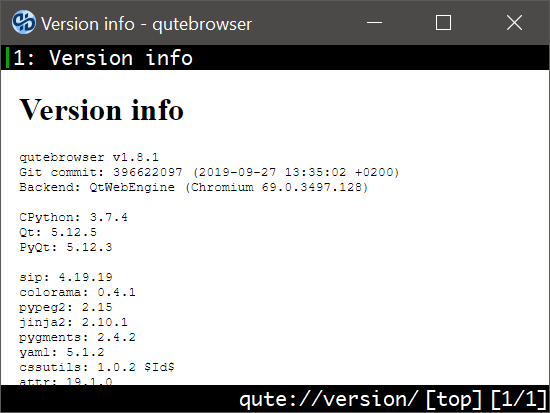 Version info - qutebrowser
1: Version info
Version info
qutebrowser v1.8.1
Git commit: 396622097 (2019-09-27 13:35:02 +0200)
Backend: QtWebEngine (Chromium 69.0.3497.128)
CPython: 3.7.4
Qt: 5.12.5
PyQt: 5.12.3
sip: 4.19.19
colorama: 0.4.1
pypeg2: 2.15
jinja2: 2.10.1
pygments: 2.4.2
yaml: 5.1.2
cssutils: 1.0.2 $Id$
attr: 19.1.0
qute://version/ [top] [1/1]